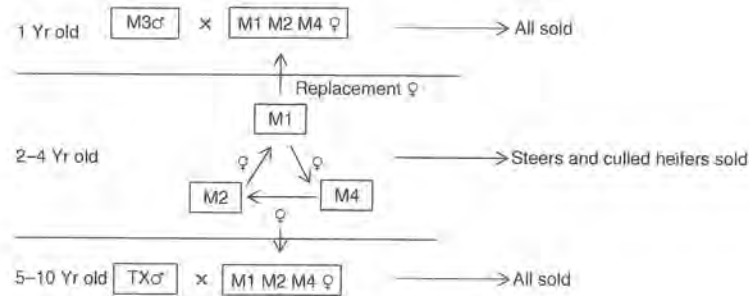 1 Yr old M3♂ × M1 M2 M4 ♀ All sold
Replacement ♀
M1
2–4 Yr old ♀ ♀ Steers and culled heifers sold
M2 M4
♀
5–10 Yr old TX♂ × M1 M2 M4 ♀ All sold